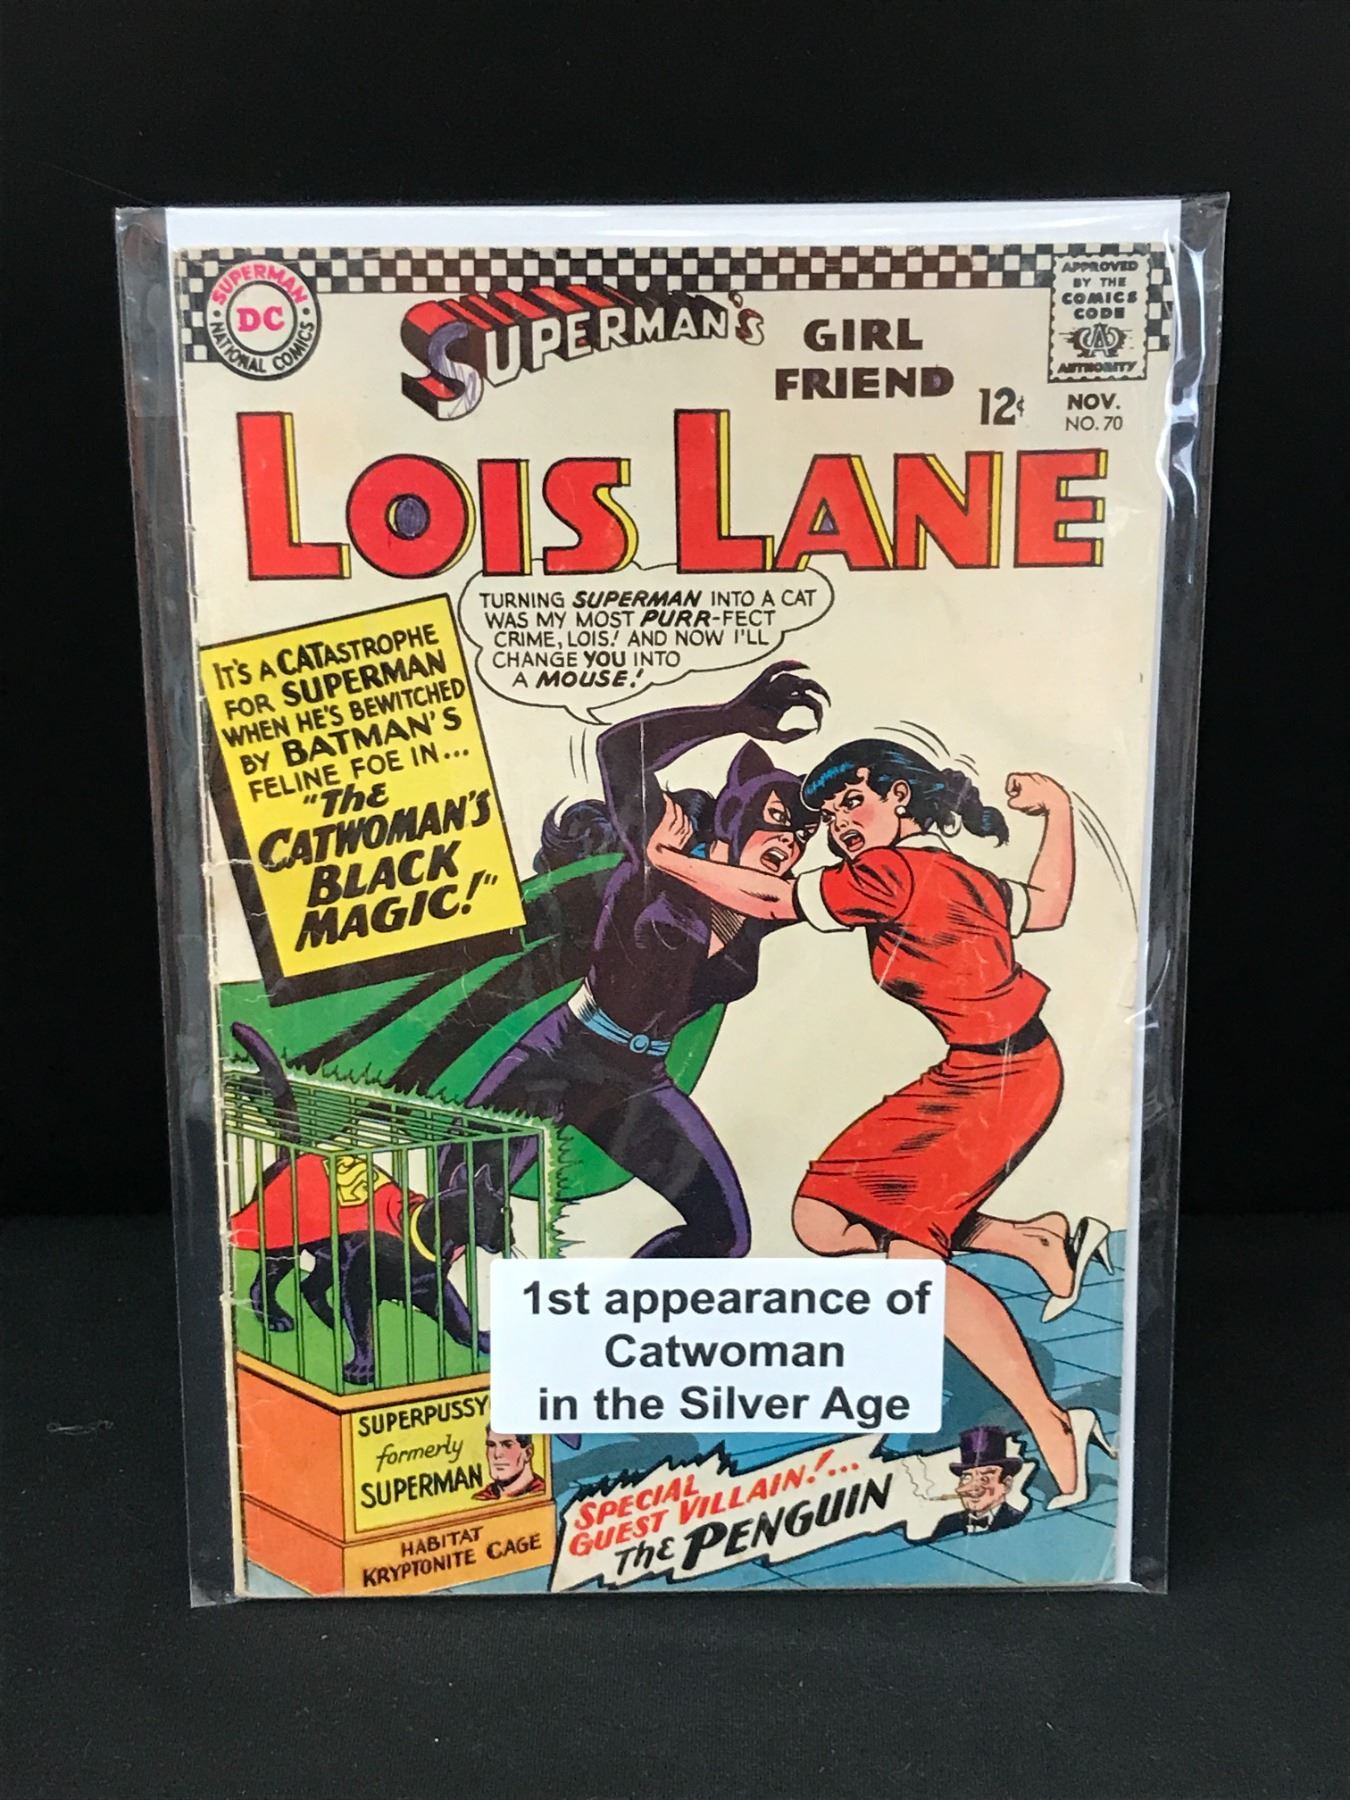 SUPERMAN
DC
NATIONAL COMICS
SUPERMAN'S
GIRL
FRIEND
12¢
NOV.
NO. 70
APPROVED
BY THE
COMICS
CODE
CA
AUTHORITY
LOIS LANE
TURNING SUPERMAN INTO A CAT
WAS MY MOST PURR-FECT
CRIME, LOIS! AND NOW I'LL
CHANGE YOU INTO
A MOUSE!
IT'S A CATASTROPHE
FOR SUPERMAN
WHEN HE'S BEWITCHED
BY BATMAN'S
FELINE FOE IN...
"THE
CATWOMAN'S
BLACK
MAGIC!"
1st appearance of
Catwoman
in the Silver Age
SUPERPUSSY
formerly
SUPERMAN
HABITAT
KRYPTONITE CAGE
SPECIAL
GUEST VILLAIN!...
THE PENGUIN